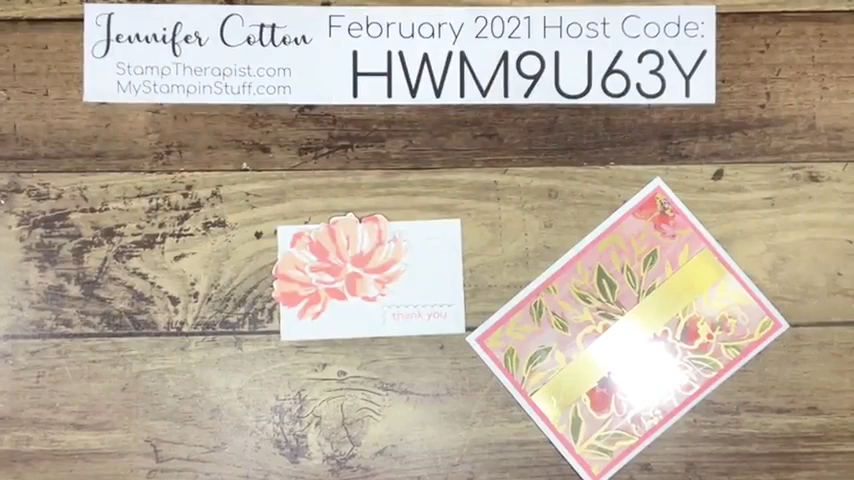 Jennifer Cotton
StampTherapist.com
MyStampinStuff.com
February 2021 Host Code:
HWM9U63Y
thank you